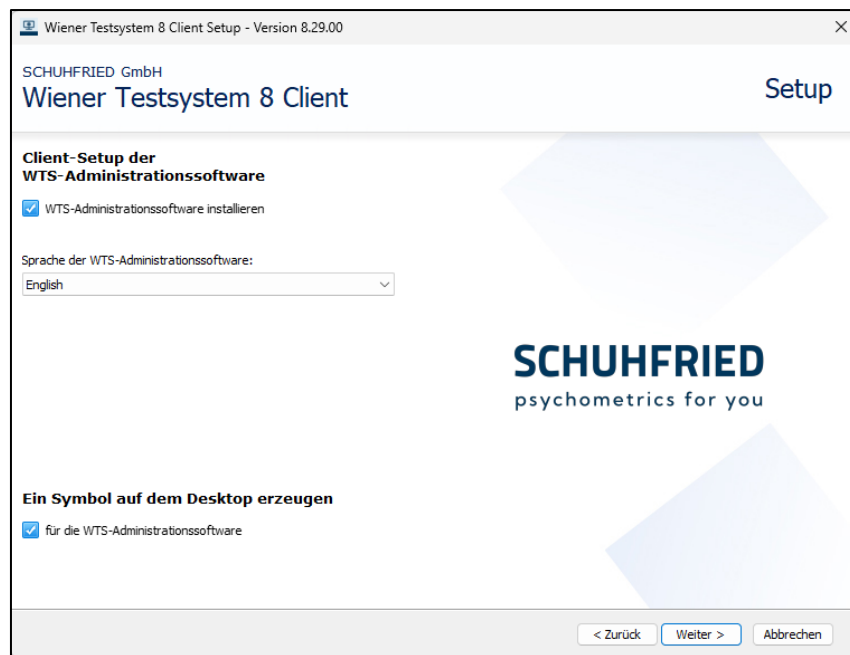 Wiener Testsystem 8 Client Setup - Version 8.29.00
SCHUHFRIED GmbH
Wiener Testsystem 8 Client
Setup
Client-Setup der
WTS-Administrationssoftware
WTS-Administrationssoftware installieren
Sprache der WTS-Administrationssoftware:
English
SCHUHFRIED
psychometrics for you
Ein Symbol auf dem Desktop erzeugen
für die WTS-Administrationssoftware
< Zurück
Weiter >
Abbrechen